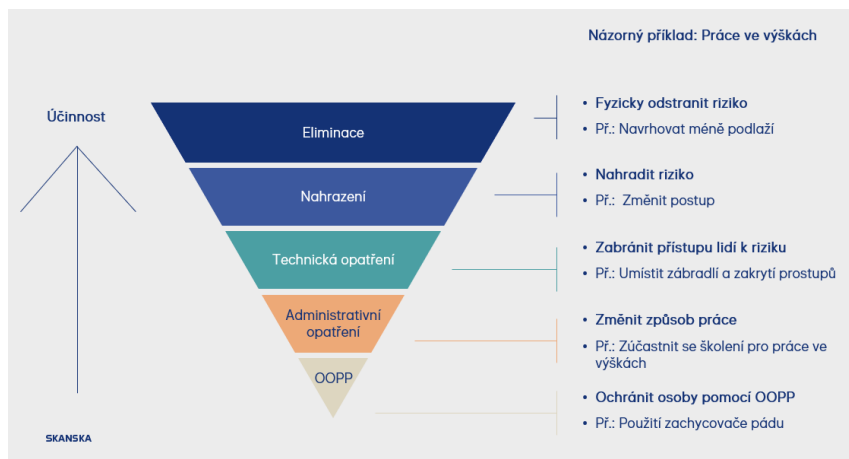 Názorný příklad: Práce ve výškách
Účinnost
Eliminace
• Fyzicky odstranit riziko
• Př.: Navrhovat méně podlaží
Nahrazení
• Nahradit riziko
• Př.: Změnit postup
Technická opatření
• Zabránit přístupu lidí k riziku
• Př.: Umístit zábradlí a zakrytí prostupů
Administrativní
opatření
• Změnit způsob práce
• Př.: Zúčastnit se školení pro práce ve
výškách
OOPP
• Ochránit osoby pomocí OOPP
• Př.: Použití zachycovače pádu
SKANSKA